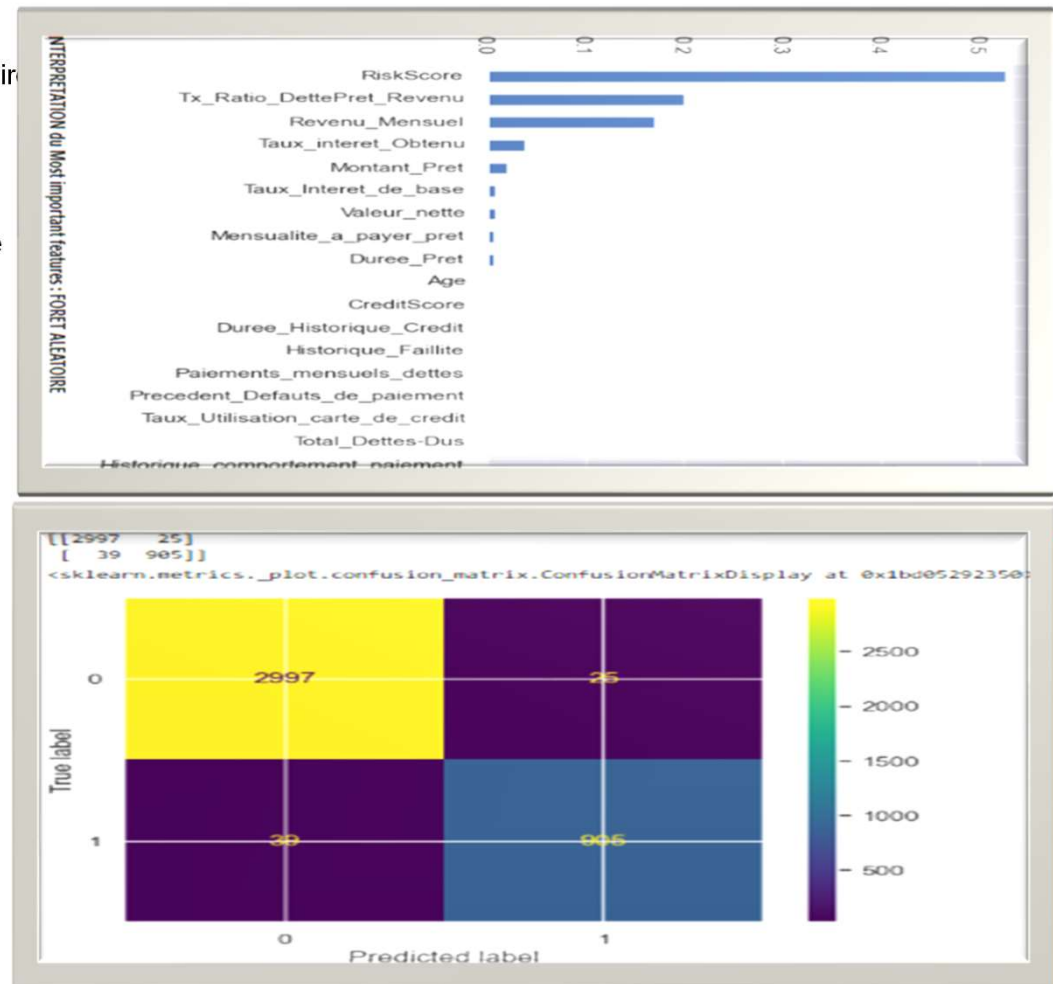 INTERPRETATION du Most important features : FORET ALEATOIRE
0.0 0.1 0.2 0.3 0.4 0.5
RiskScore
Tx_Ratio_DettePret_Revenu
Revenu_Mensuel
Taux_interet_Obtenu
Montant_Pret
Taux_Interet_de_base
Valeur_nette
Mensualite_a_payer_pret
Duree_Pret
Age
CreditScore
Duree_Historique_Credit
Historique_Faillite
Paiements_mensuels_dettes
Precedent_Defauts_de_paiement
Taux_Utilisation_carte_de_credit
Total_Dettes-Dus
Historique_comportement_paiement
[[2997 25]
[ 39 905]]
<sklearn.metrics._plot.confusion_matrix.ConfusionMatrixDisplay at 0x1bd05292350>
True label
0
2997
25
1
39
905
0
1
Predicted label
2500
2000
1500
1000
500